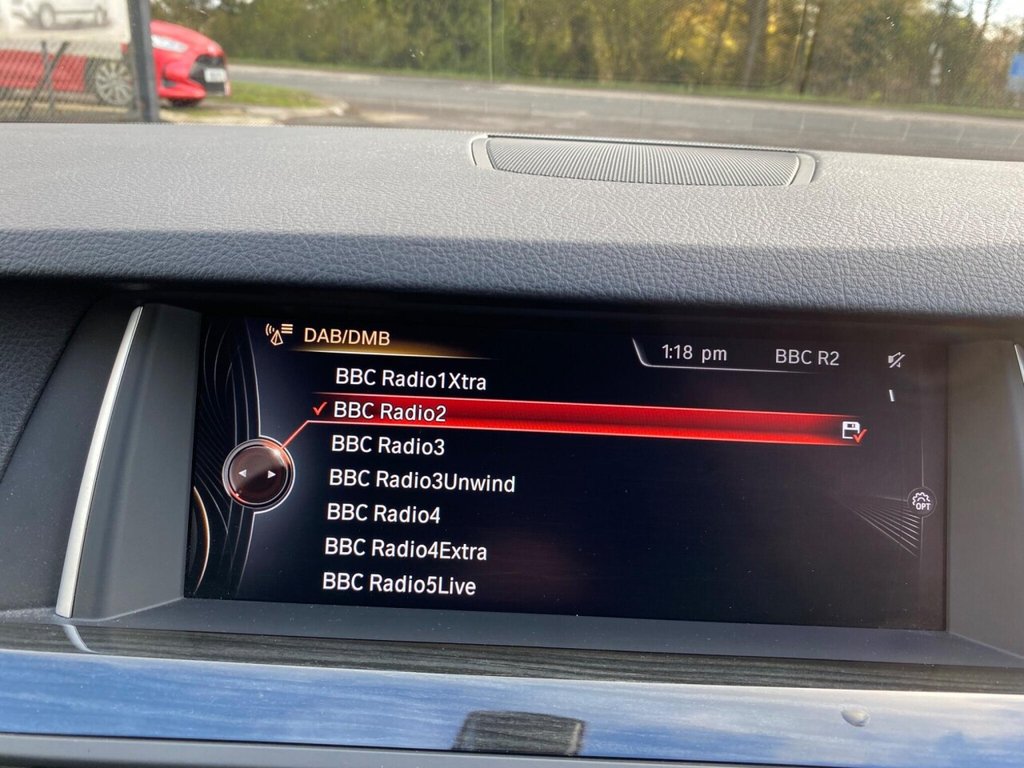 DAB/DMB
1:18 pm BBC R2
BBC Radio1Xtra
BBC Radio2
BBC Radio3
BBC Radio3Unwind
OPT
BBC Radio4
BBC Radio4Extra
BBC Radio5Live